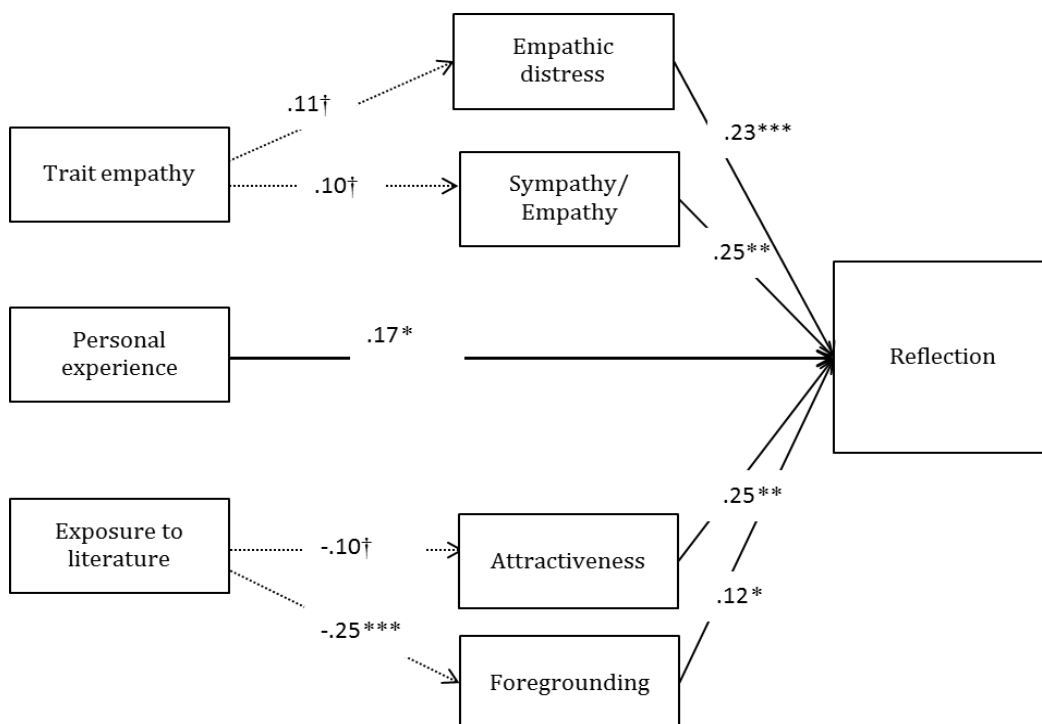 Empathic
distress
.11†
.23***
Trait empathy
.10†
Sympathy/
Empathy
.25**
Personal
experience
.17*
Reflection
Exposure to
literature
-.10†
Attractiveness
.25**
-.25***
.12*
Foregrounding